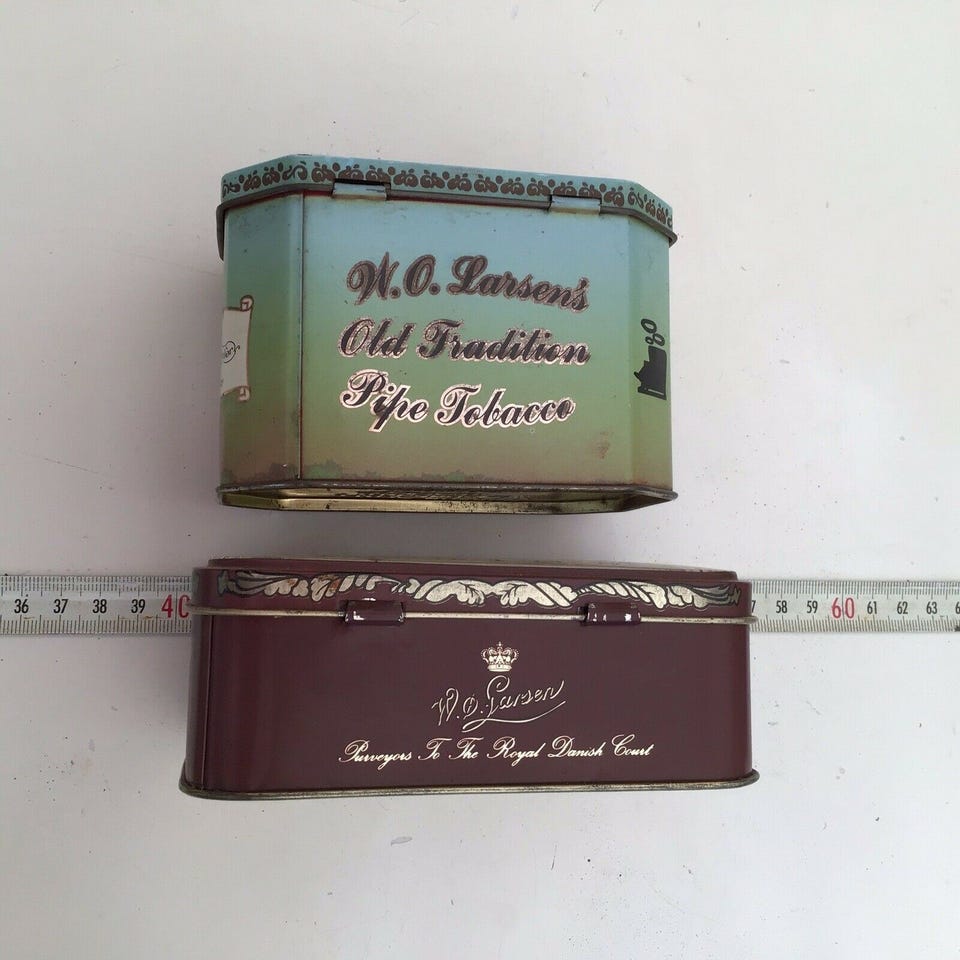 W.O. Larsen's
Old Tradition
Pipe Tobacco
36 37 38 39 40 58 59 60 61 62 63
W.Ø. Larsen
Purveyors To The Royal Danish Court